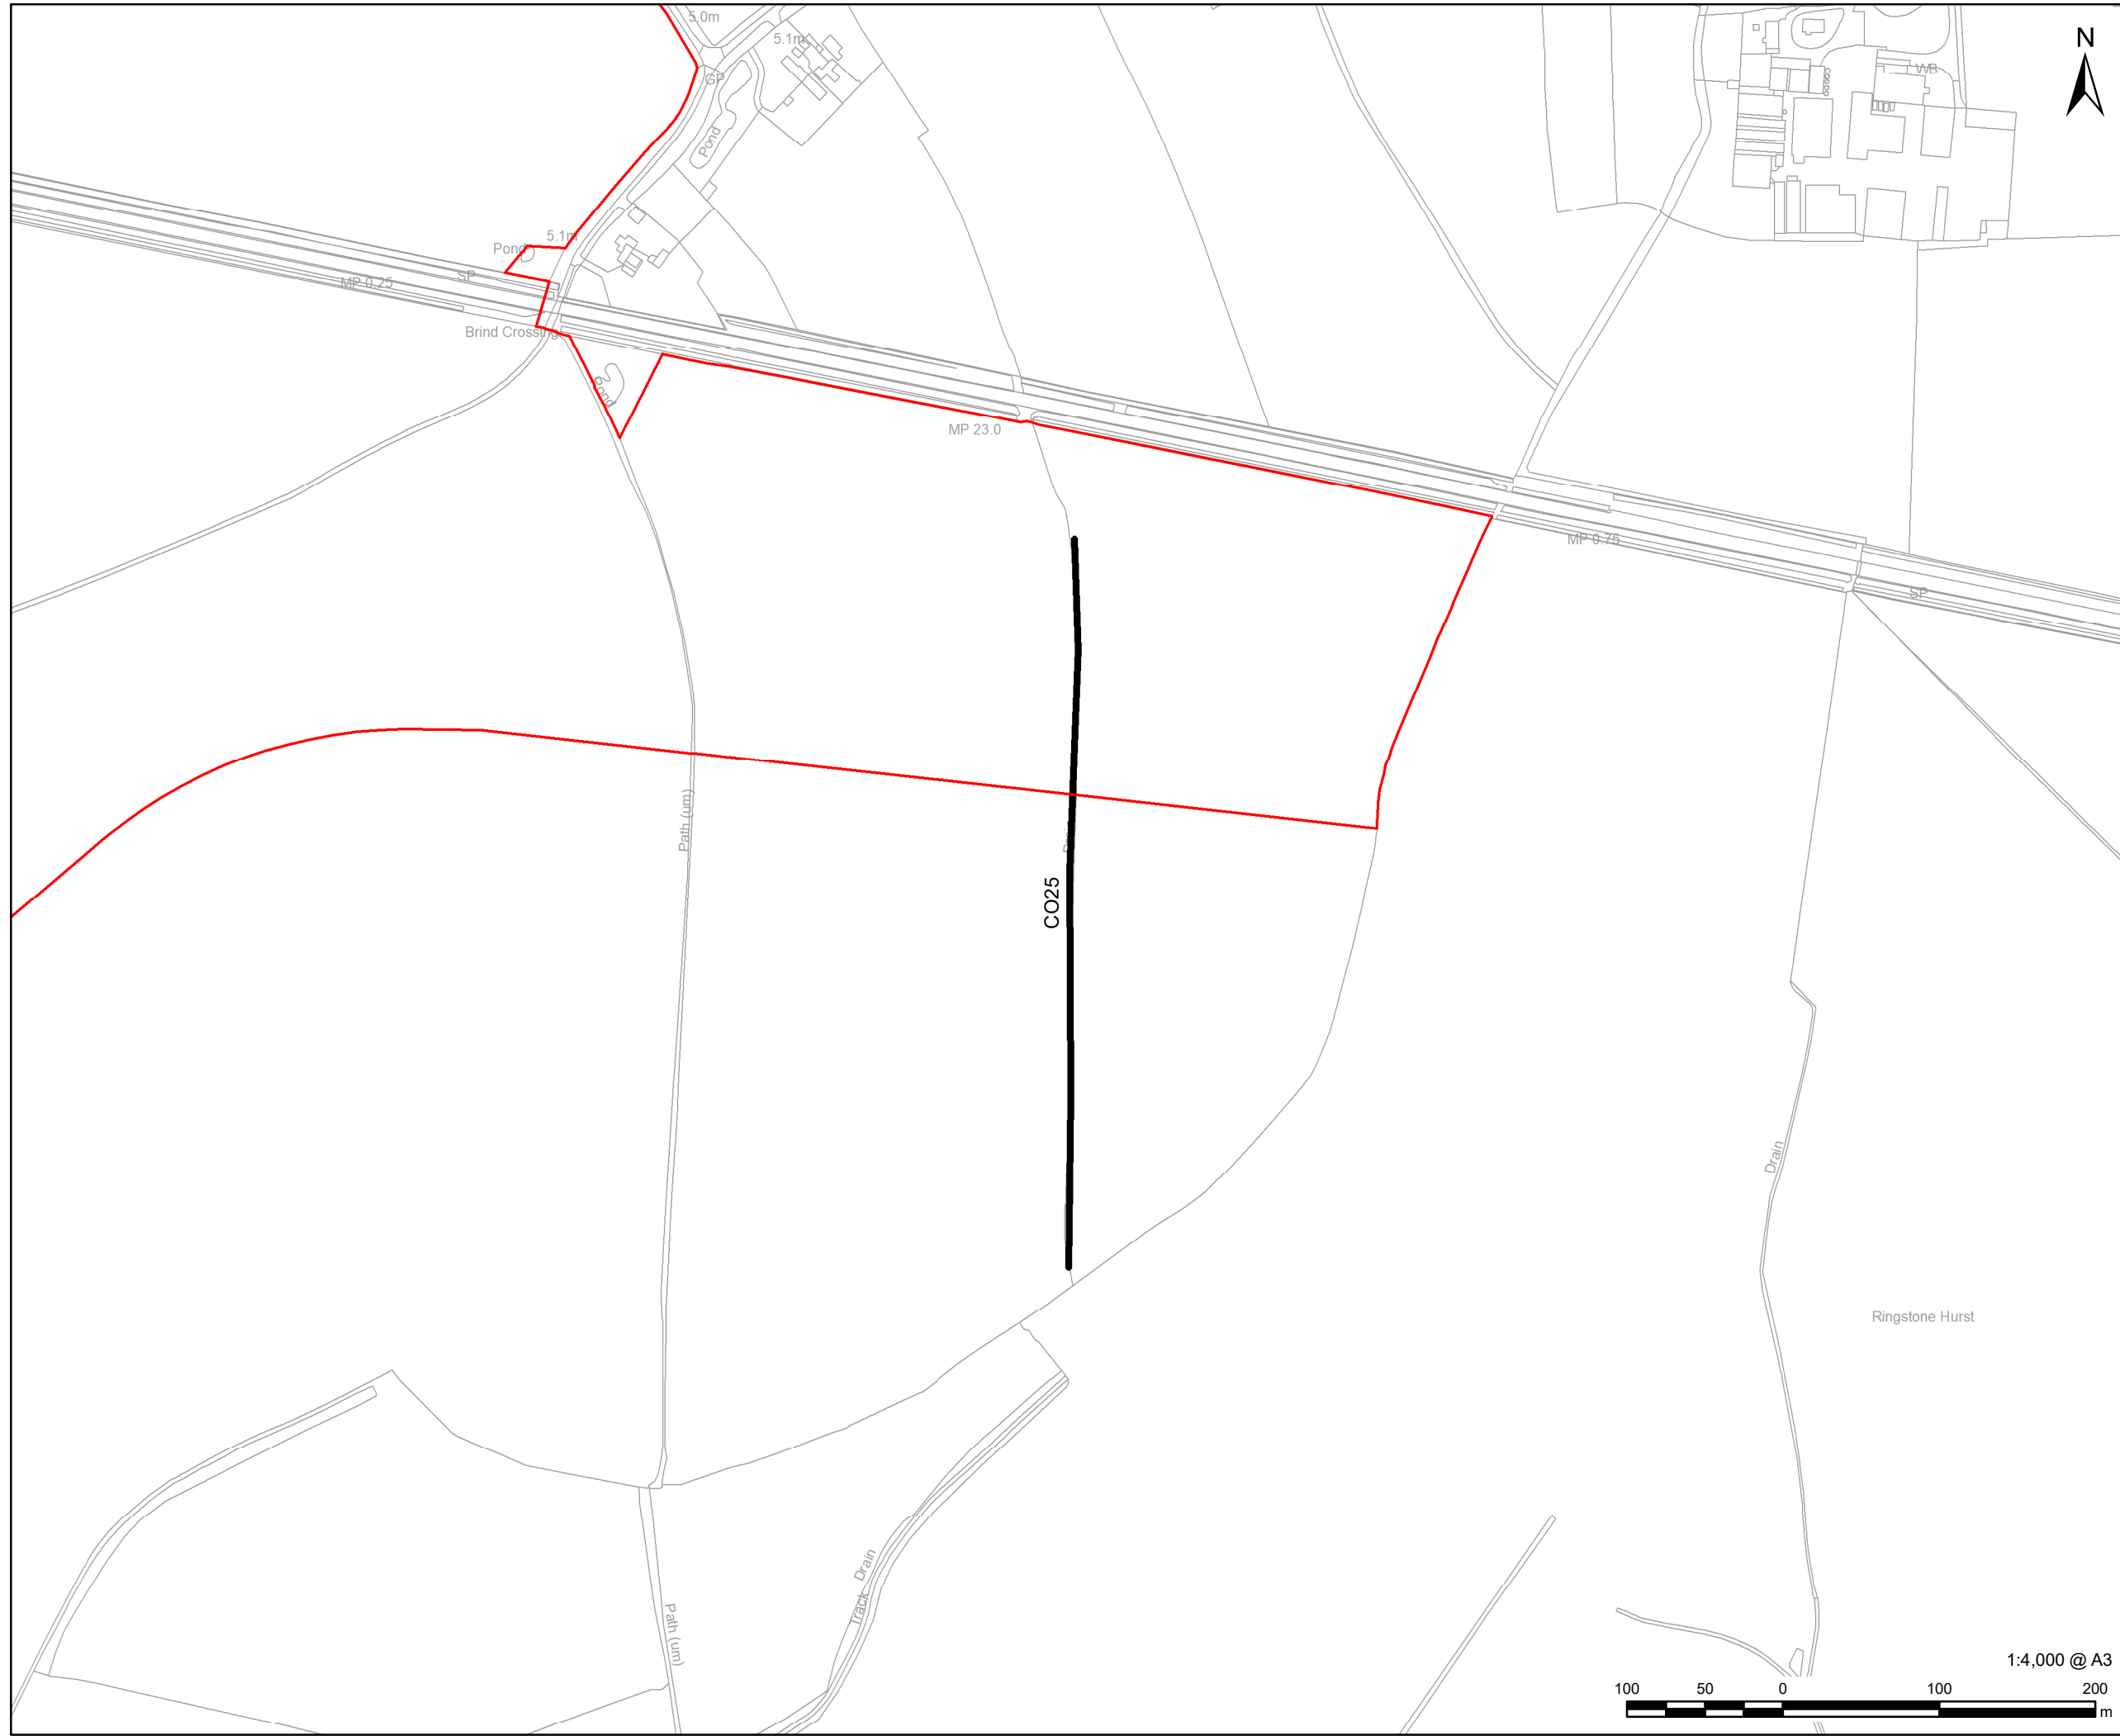 5.0m
5.1m
N
GP
WB
Pond
5.1m
Pond
SP
MP 0.25
Brind Crossing
Pond
MP 23.0
MP 0.75
SP
Path (um)
CO25
Drain
Ringstone Hurst
Drain
Track
Path (um)
1:4,000 @ A3
100 50 0 100 200
m